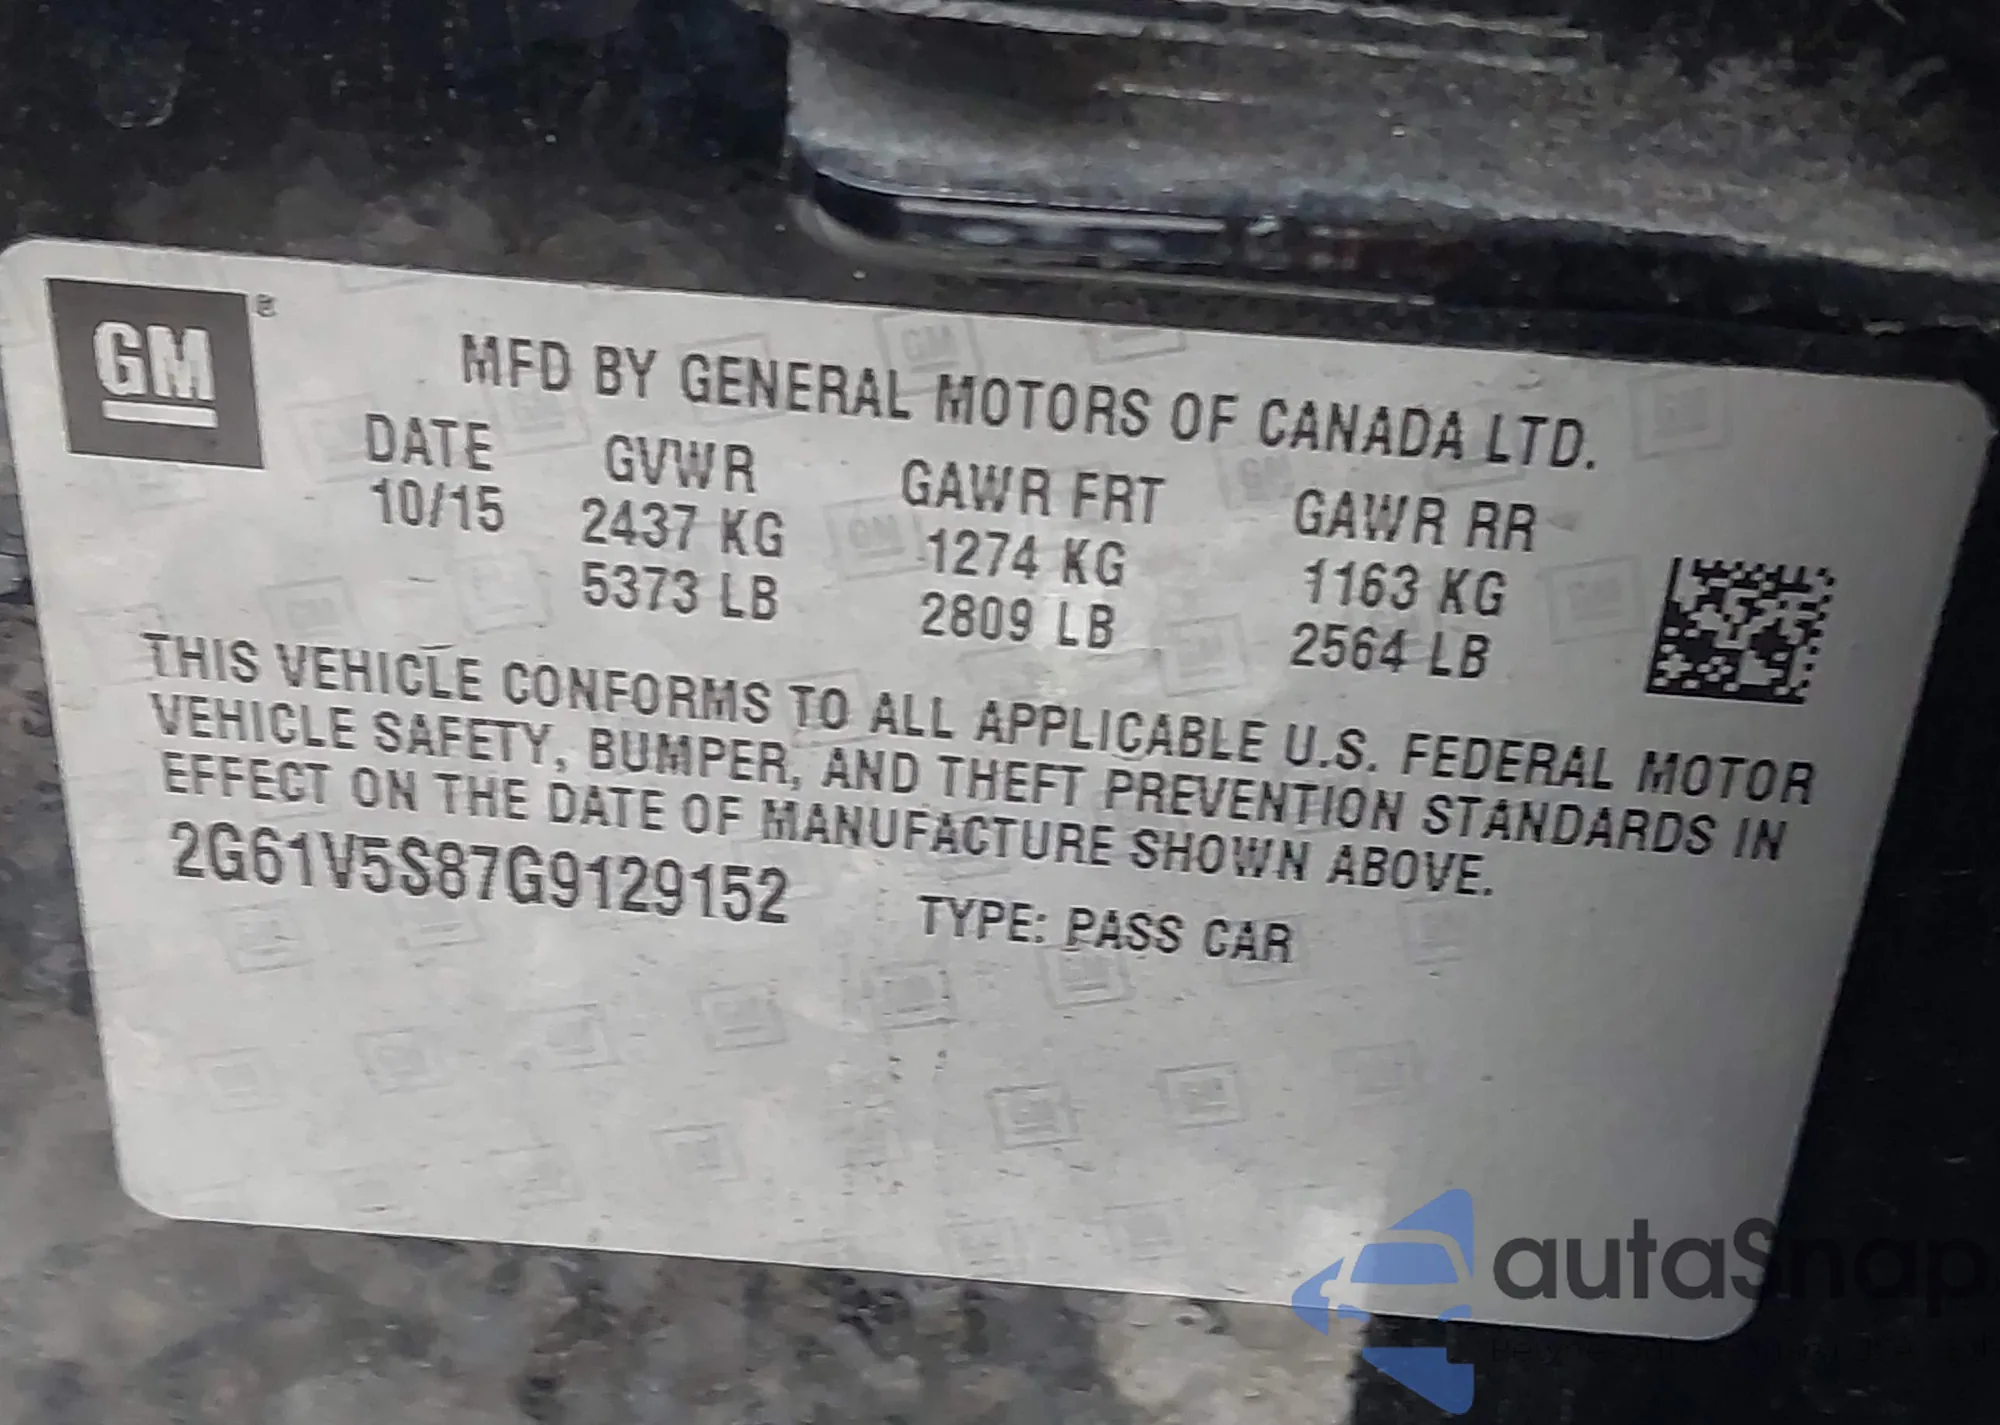 GM ®
MFD BY GENERAL MOTORS OF CANADA LTD.
DATE GVWR GAWR FRT GAWR RR
10/15 2437 KG 1274 KG 1163 KG
5373 LB 2809 LB 2564 LB
THIS VEHICLE CONFORMS TO ALL APPLICABLE U.S. FEDERAL MOTOR
VEHICLE SAFETY, BUMPER, AND THEFT PREVENTION STANDARDS IN
EFFECT ON THE DATE OF MANUFACTURE SHOWN ABOVE.
2G61V5S87G9129152 TYPE: PASS CAR
autaSnap